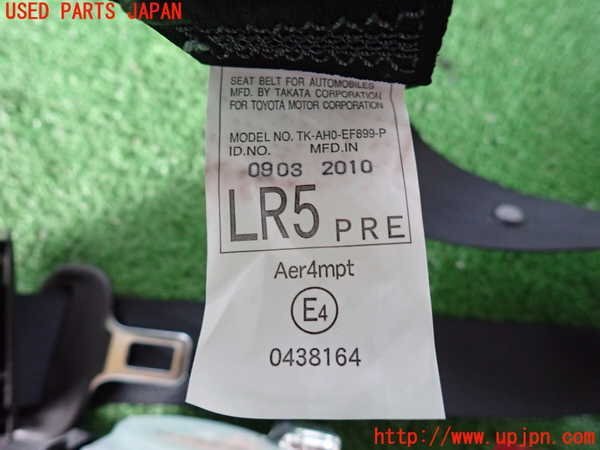 USED PARTS JAPAN
SEAT BELT FOR AUTOMOBILES
MFD. BY TAKATA CORPORATION
FOR TOYOTA MOTOR CORPORATION
MODEL NO. TK-AH0-EF899-P
ID.NO. MFD.IN
0903 2010
LR5 PRE
Aer4mpt
E4
0438164
http://www.upjpn.com/